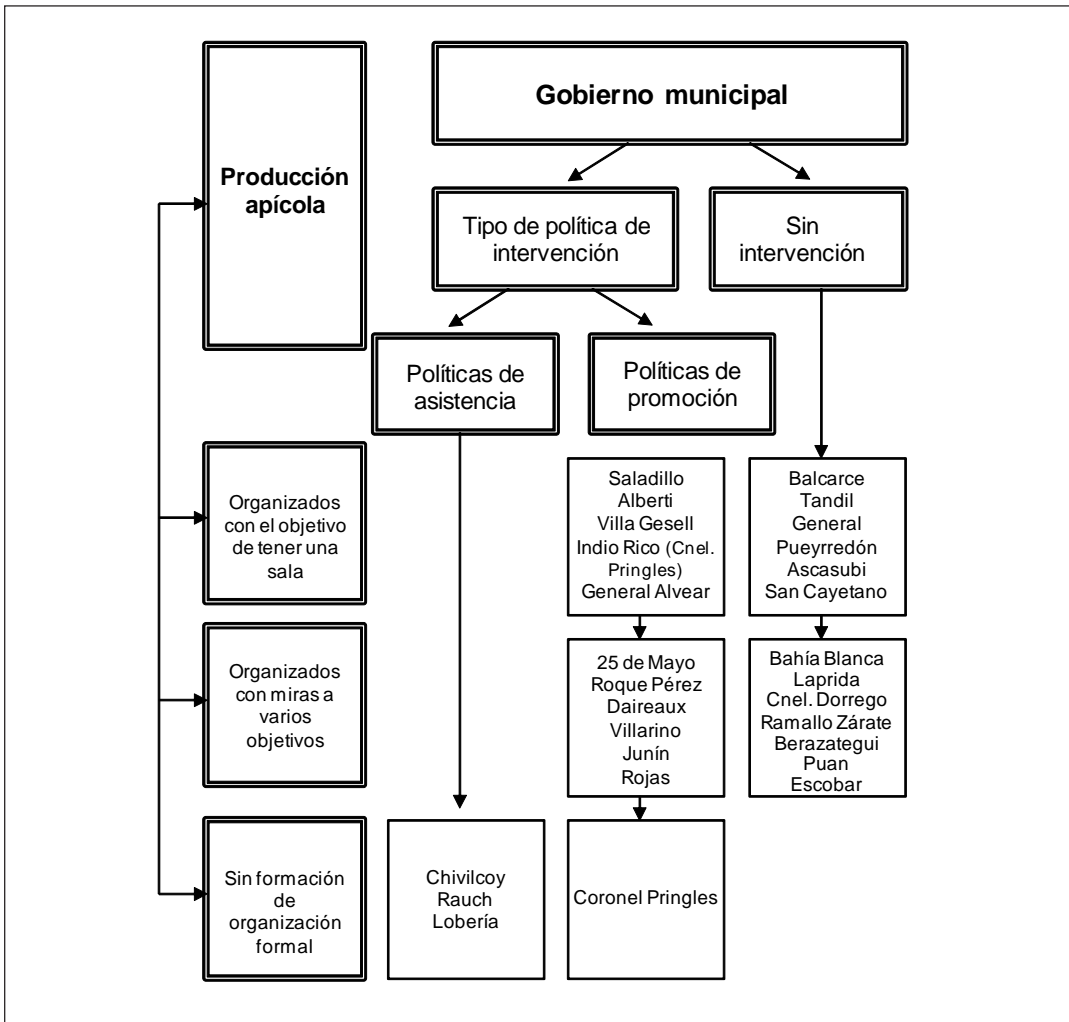 Gobierno municipal
Producción
apícola
Tipo de política de
intervención
Sin
intervención
Políticas de
asistencia
Políticas de
promoción
Organizados
con el objetivo
de tener una
sala
Saladillo
Alberti
Villa Gesell
Indio Rico (Cnel.
Pringles)
General Alvear
Balcarce
Tandil
General
Pueyrredón
Ascasubi
San Cayetano
Organizados
con miras a
varios
objetivos
25 de Mayo
Roque Pérez
Daireaux
Villarino
Junín
Rojas
Bahía Blanca
Laprida
Cnel. Dorrego
Ramallo Zárate
Berazategui
Puan
Escobar
Sin formación
de
organización
formal
Chivilcoy
Rauch
Lobería
Coronel Pringles